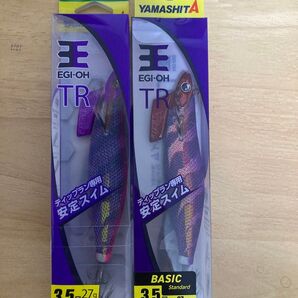 王
EGI-OH
TR
ティップラン専用
安定スイム
3.5 27g
YAMASHITA
王
EGI-OH
TR
ティップラン専用
安定スイム
BASIC
Standard
3.5